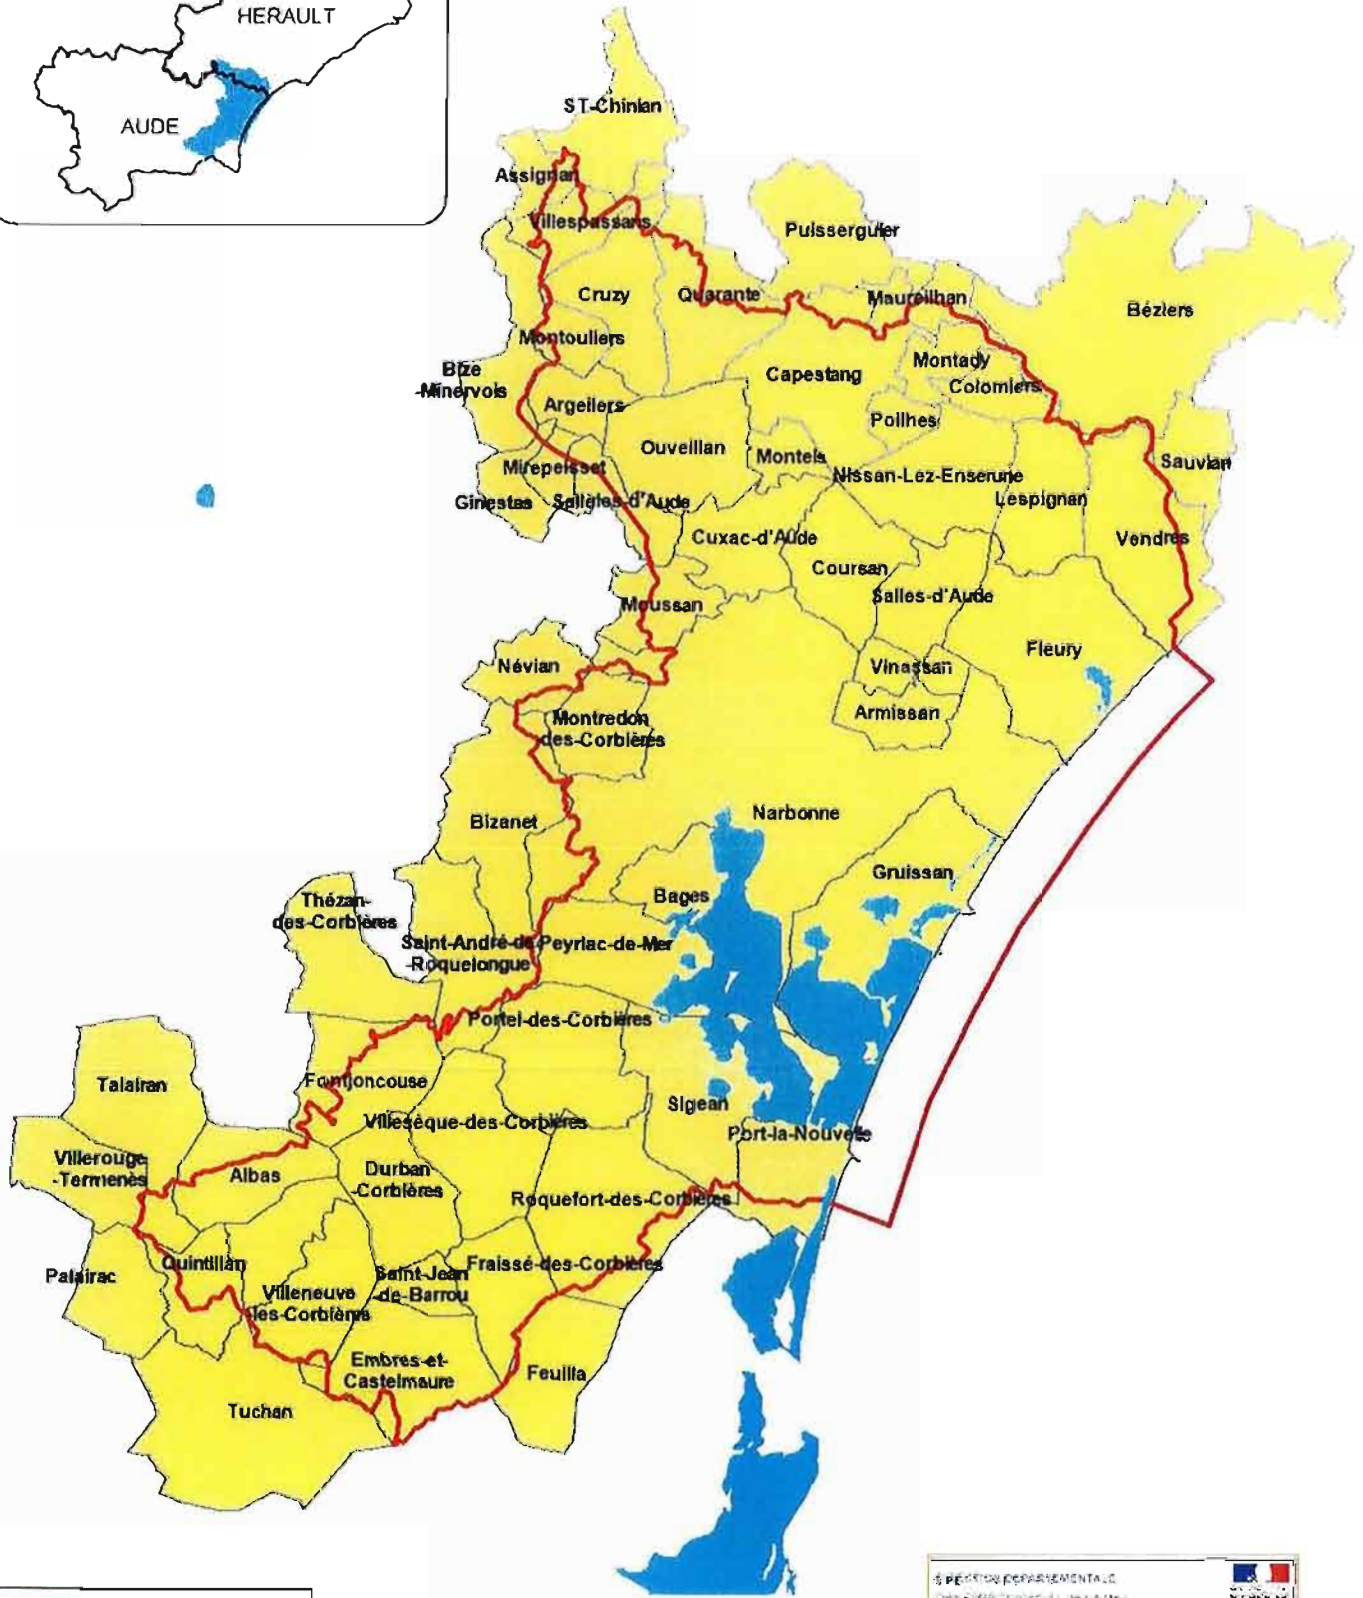 HERAULT
AUDE
ST-Chinian
Assignan
Villespassans
Puisserguier
Cruzy
Quarante
Maureilhan
Béziers
Montouliers
Montady
Capestang
Colomiers
Bize
-Minervois
Argeliers
Poilhes
Ouveillan
Montels
Sauvian
Mirepeisset
Nissan-Lez-Enserune
Lespignan
Ginestas
Sallèles-d'Aude
Cuxac-d'Aude
Vendres
Coursan
Salles-d'Aude
Moussan
Fleury
Névian
Vinassan
Armissan
Montredon
des-Corbières
Narbonne
Bizanet
Gruissan
Bages
Thézan-
des-Corbières
Saint-André-de
-Roquelongue
Peyriac-de-Mer
Portel-des-Corbières
Talairan
Fontjoncouse
Sigean
Villesèque-des-Corbières
Port-la-Nouvelle
Villerouge
-Termenès
Albas
Durban
-Corbières
Roquefort-des-Corbières
Quintillan
Palairac
Fraissé-des-Corbières
Saint-Jean
-de-Barrou
Villeneuve
-les-Corbières
Embres-et-
Castelmaure
Feuilla
Tuchan
DEPARTEMENTALE